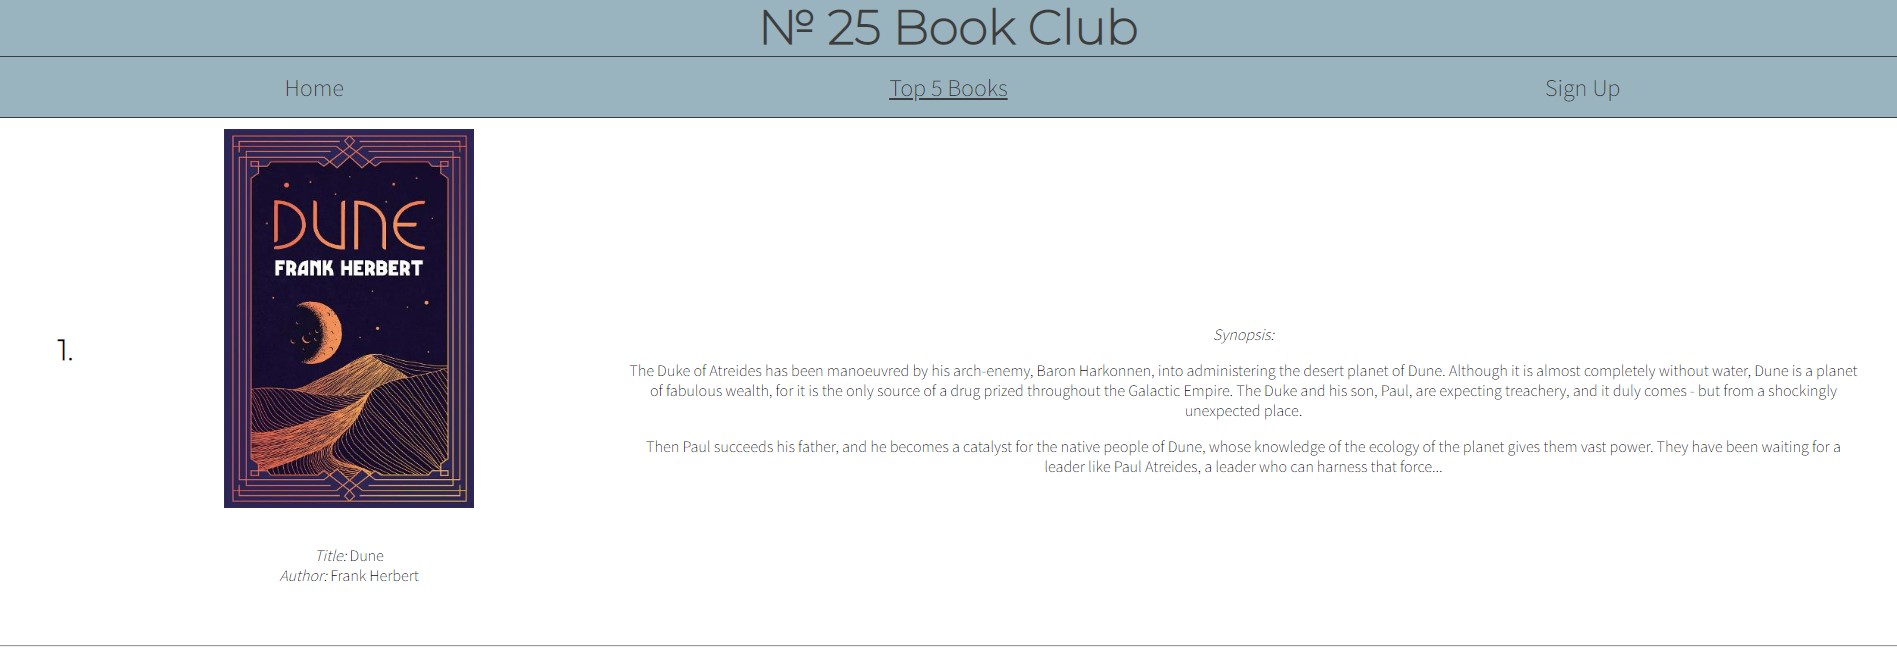 № 25 Book Club
Home
Top 5 Books
Sign Up
DUNE
FRANK HERBERT
1.
Synopsis:
The Duke of Atreides has been manoeuvred by his arch-enemy, Baron Harkonnen, into administering the desert planet of Dune. Although it is almost completely without water, Dune is a planet
of fabulous wealth, for it is the only source of a drug prized throughout the Galactic Empire. The Duke and his son, Paul, are expecting treachery, and it duly comes - but from a shockingly
unexpected place.
Then Paul succeeds his father, and he becomes a catalyst for the native people of Dune, whose knowledge of the ecology of the planet gives them vast power. They have been waiting for a
leader like Paul Atreides, a leader who can harness that force...
Title: Dune
Author: Frank Herbert